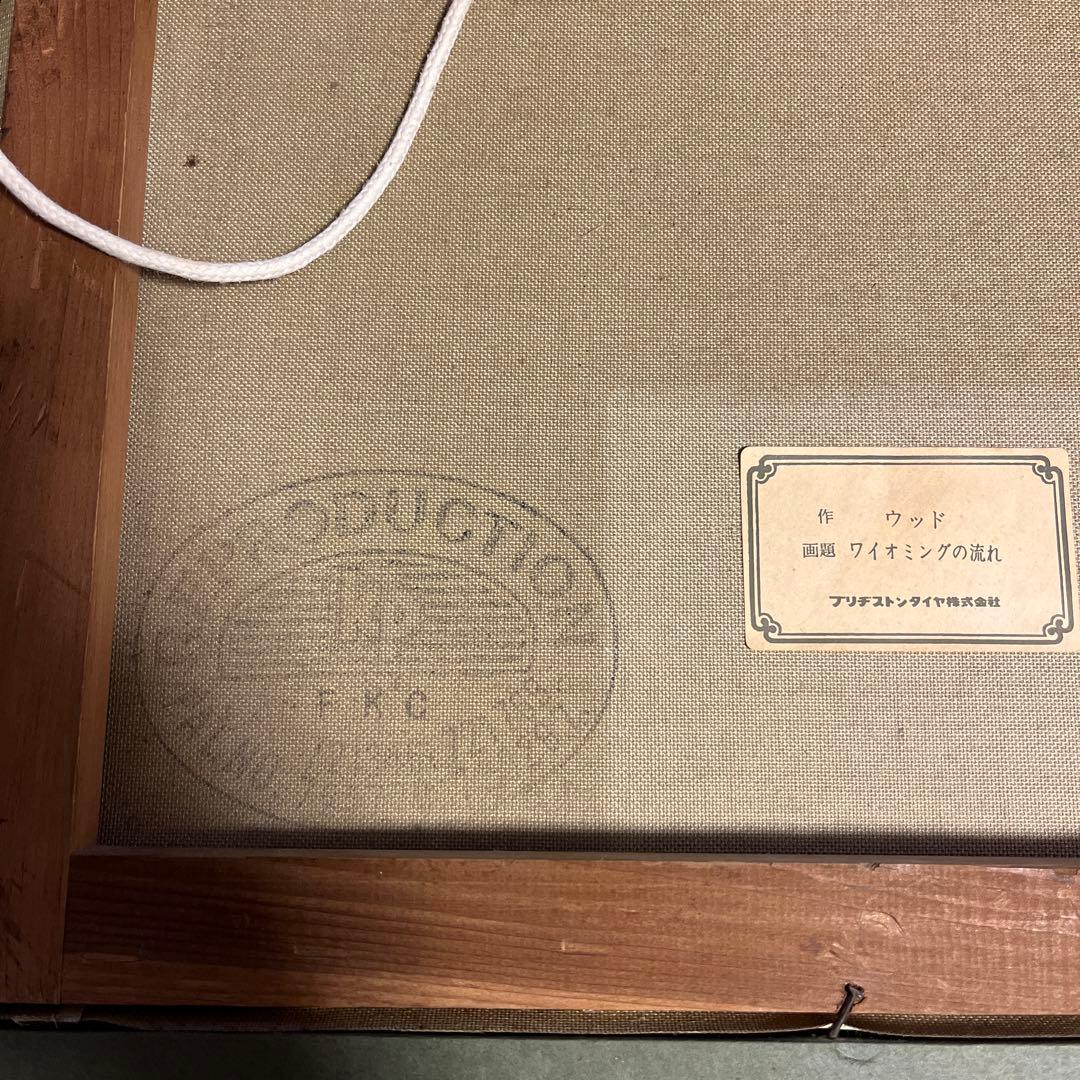 作 ウッド
画題 ワイオミングの流れ
ブリヂストンタイヤ株式会社
PRODUCTION
FKC